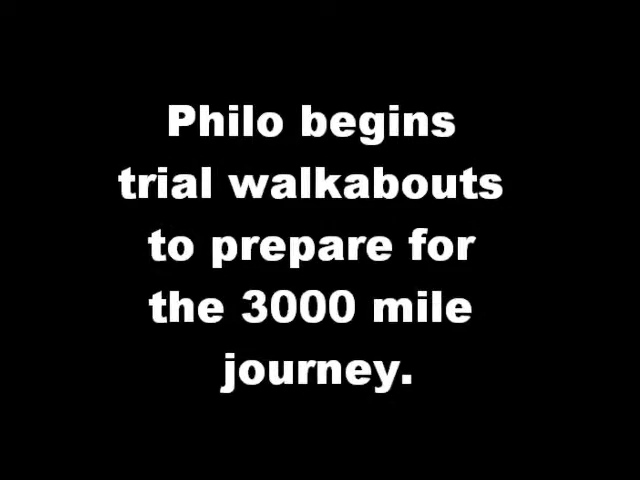 Philo begins
trial walkabouts
to prepare for
the 3000 mile
journey.